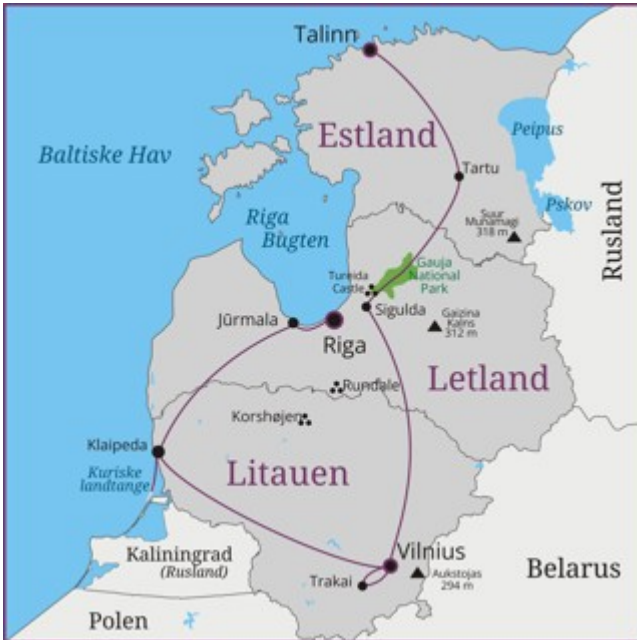 Talinn
Estland
Baltiske Hav
Peipus
Tartu
Riga
Bugten
Pskov
Suur
Munamagi
318 m
Rusland
Gauja
National
Park
Tureida
Castle
Sigulda
Jūrmala
Riga
Gaizina
Kalns
312 m
Letland
Rundale
Korshøjen
Klaipeda
Litauen
Kuriske
landtange
Kaliningrad
(Rusland)
Vilnius
Trakai
Aukstojas
294 m
Belarus
Polen